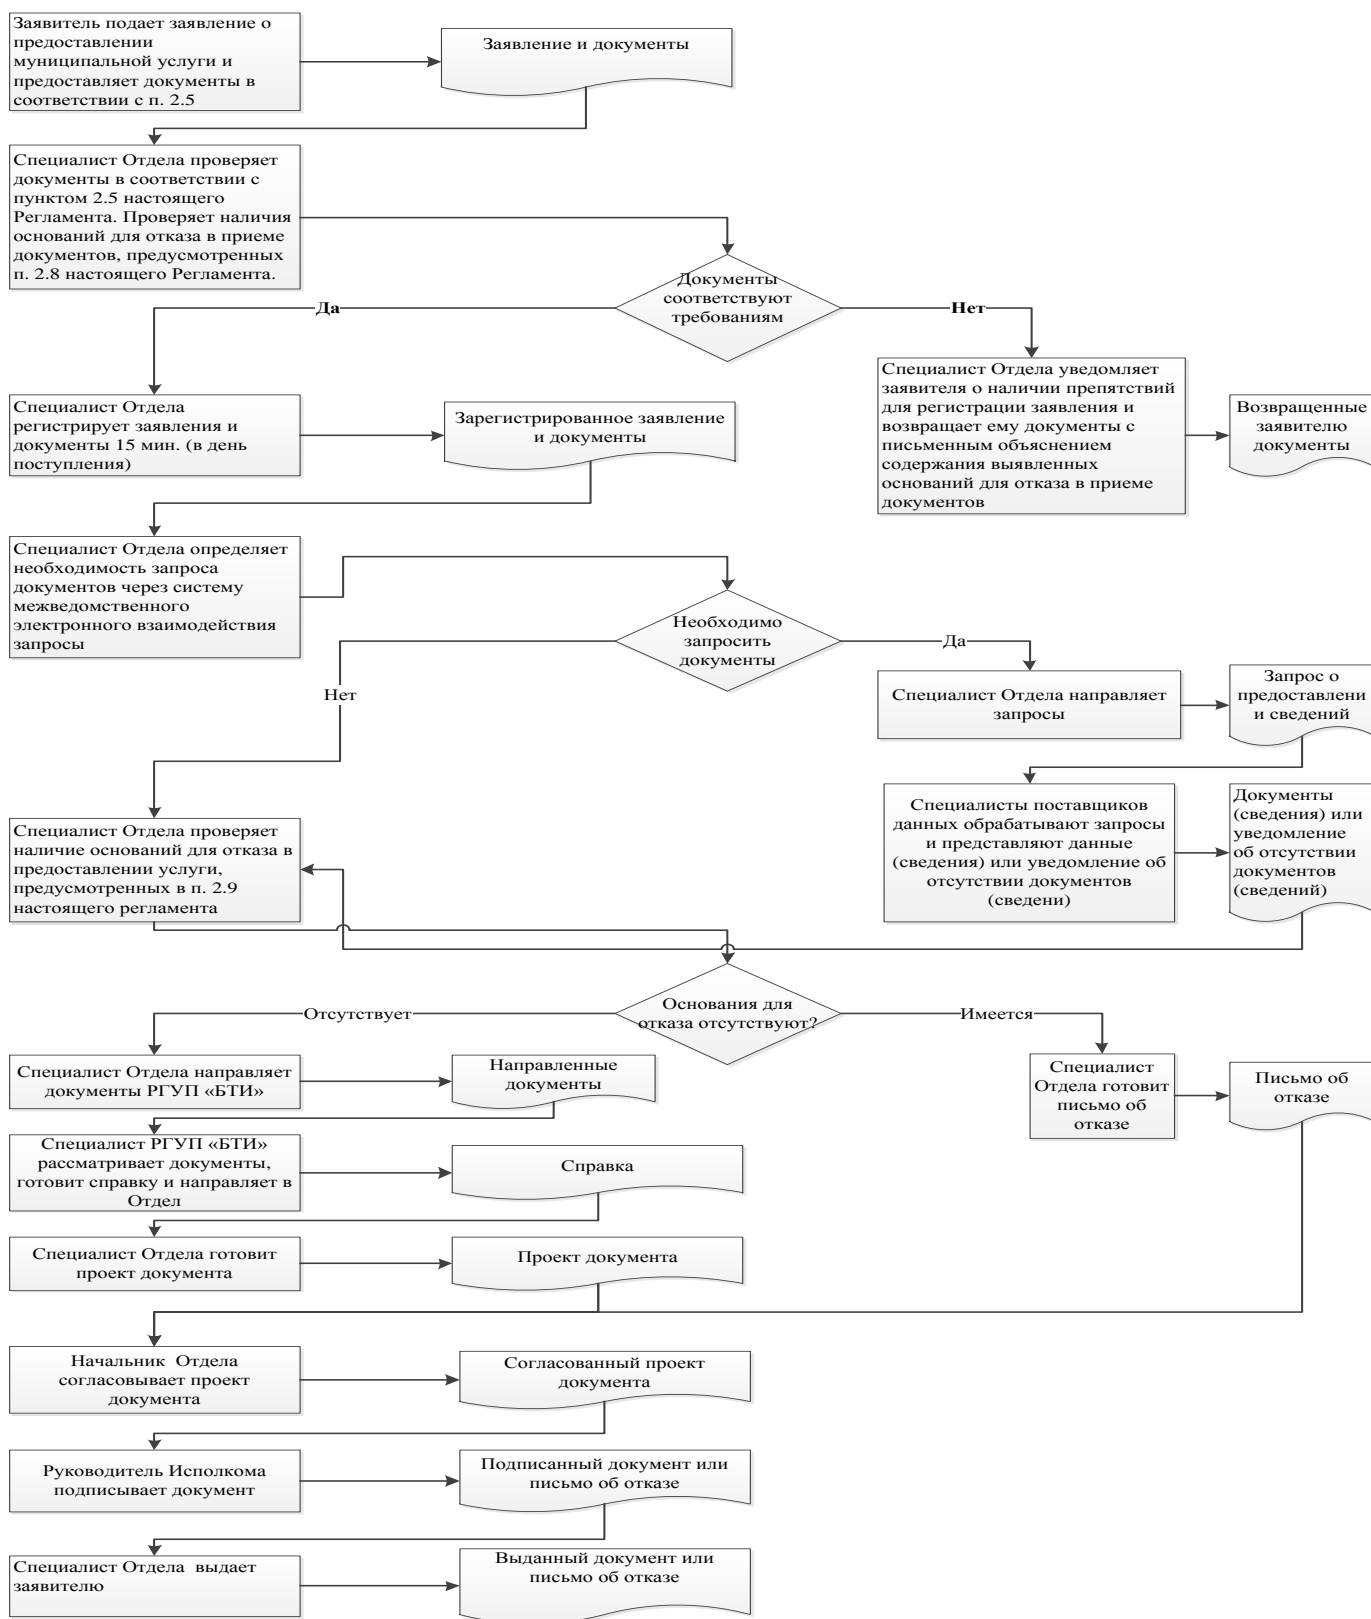 Заявитель подает заявление о
предоставлении
муниципальной услуги и
предоставляет документы в
соответствии с п. 2.5
Заявление и документы
Специалист Отдела проверяет
документы в соответствии с
пунктом 2.5 настоящего
Регламента. Проверяет наличия
оснований для отказа в приеме
документов, предусмотренных
п. 2.8 настоящего Регламента.
Документы
соответствуют
требованиям
Да
Нет
Специалист Отдела
регистрирует заявления и
документы 15 мин. (в день
поступления)
Зарегистрированное заявление
и документы
Специалист Отдела уведомляет
заявителя о наличии препятствий
для регистрации заявления и
возвращает ему документы с
письменным объяснением
содержания выявленных
оснований для отказа в приеме
документов
Возвращенные
заявителю
документы
Специалист Отдела определяет
необходимость запроса
документов через систему
межведомственного
электронного взаимодействия
запросы
Необходимо
запросить
документы
Да
Нет
Специалист Отдела направляет
запросы
Запрос о
предоставлени
и сведений
Специалисты поставщиков
данных обрабатывают запросы
и представляют данные
(сведения) или уведомление об
отсутствии документов
(сведени)
Документы
(сведения) или
уведомление
об отсутствии
документов
(сведений)
Специалист Отдела проверяет
наличие оснований для отказа в
предоставлении услуги,
предусмотренных в п. 2.9
настоящего регламента
Основания для
отказа отсутствуют?
Отсутствует
Имеется
Специалист Отдела направляет
документы РГУП «БТИ»
Направленные
документы
Специалист
Отдела готовит
письмо об
отказе
Письмо об
отказе
Специалист РГУП «БТИ»
рассматривает документы,
готовит справку и направляет в
Отдел
Справка
Специалист Отдела готовит
проект документа
Проект документа
Начальник  Отдела
согласовывает проект
документа
Согласованный проект
документа
Руководитель Исполкома
подписывает документ
Подписанный документ или
письмо об отказе
Специалист Отдела  выдает
заявителю
Выданный документ или
письмо об отказе